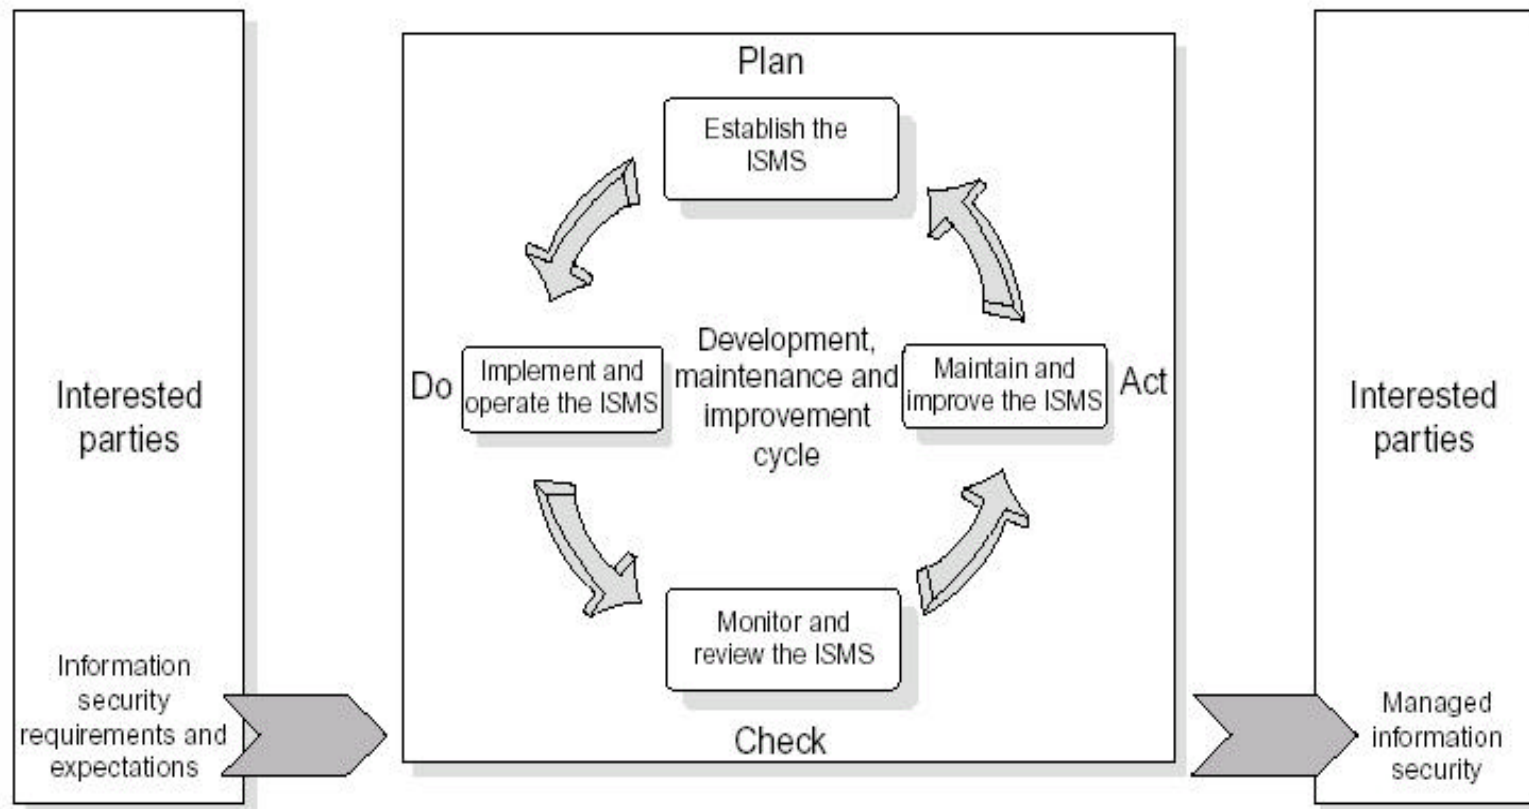 Interested
parties
Information
security
requirements and
expectations
Plan
Establish the
ISMS
Do
Implement and
operate the ISMS
Development,
maintenance and
improvement
cycle
Maintain and
improve the ISMS
Act
Monitor and
review the ISMS
Check
Interested
parties
Managed
information
security